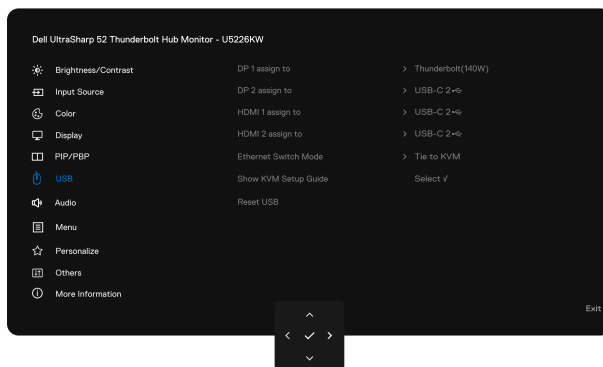 Dell UltraSharp 52 Thunderbolt Hub Monitor - U5226KW
Brightness/Contrast
DP 1 assign to > Thunderbolt(140W)
Input Source
DP 2 assign to > USB-C 2
Color
HDMI 1 assign to > USB-C 2
Display
HDMI 2 assign to > USB-C 2
PIP/PBP
Ethernet Switch Mode > Tie to KVM
USB
Show KVM Setup Guide Select √
Audio
Reset USB
Menu
Personalize
Others
More Information
Exit